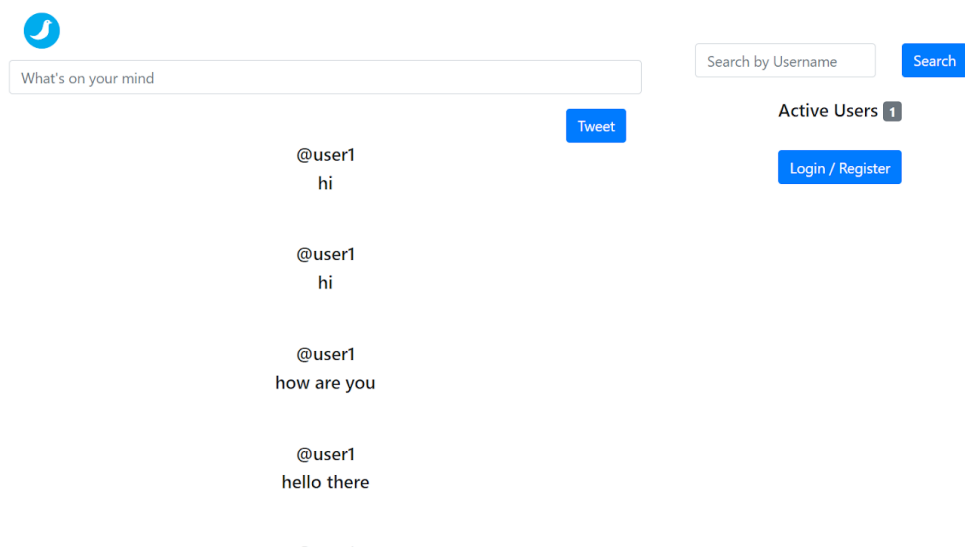 What's on your mind
Tweet
@user1
hi
@user1
hi
@user1
how are you
@user1
hello there
Search by Username
Search
Active Users 1
Login / Register